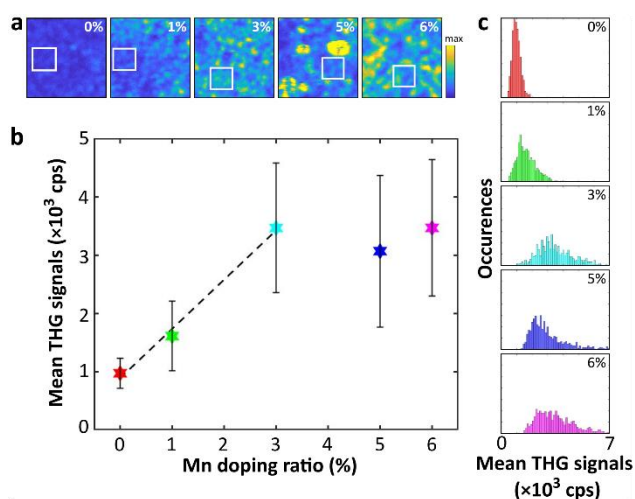 a
0%
1%
3%
5%
6%
max
b
Mean THG signals (×10³ cps)
5
4
3
2
1
0
0
1
2
3
4
5
6
Mn doping ratio (%)
c
0%
1%
3%
5%
6%
Occurences
0
7
Mean THG signals
(×10³ cps)